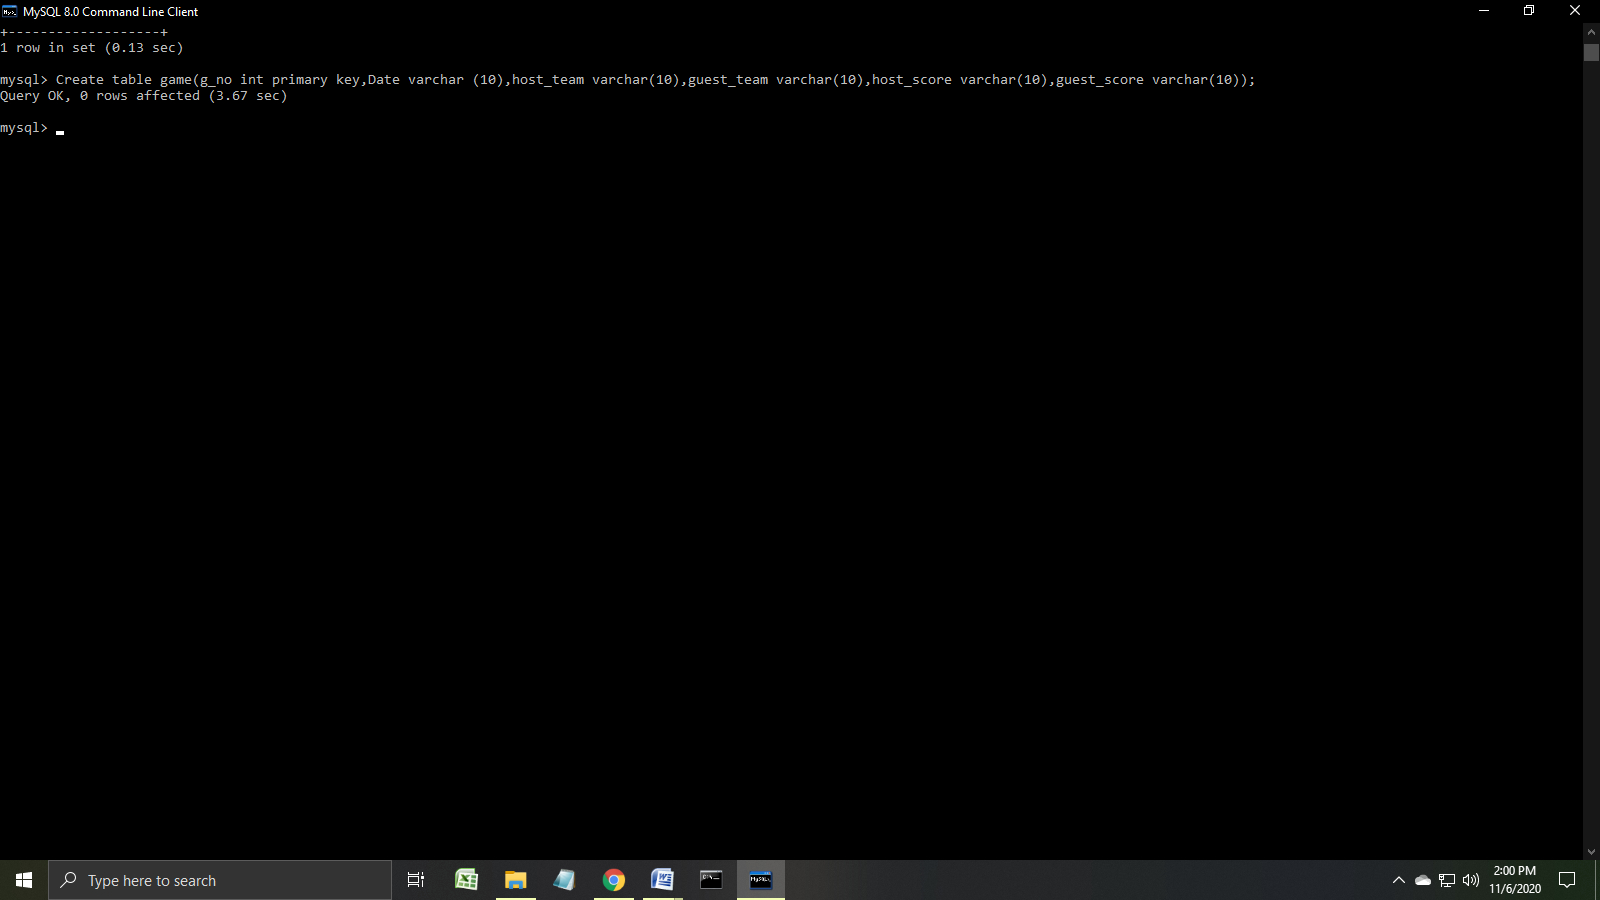 MySQL 8.0 Command Line Client
+-------------------+
1 row in set (0.13 sec)
mysql> Create table game(g_no int primary key,Date varchar (10),host_team varchar(10),guest_team varchar(10),host_score varchar(10),guest_score varchar(10));
Query OK, 0 rows affected (3.67 sec)
mysql>
Type here to search
2:00 PM
11/6/2020